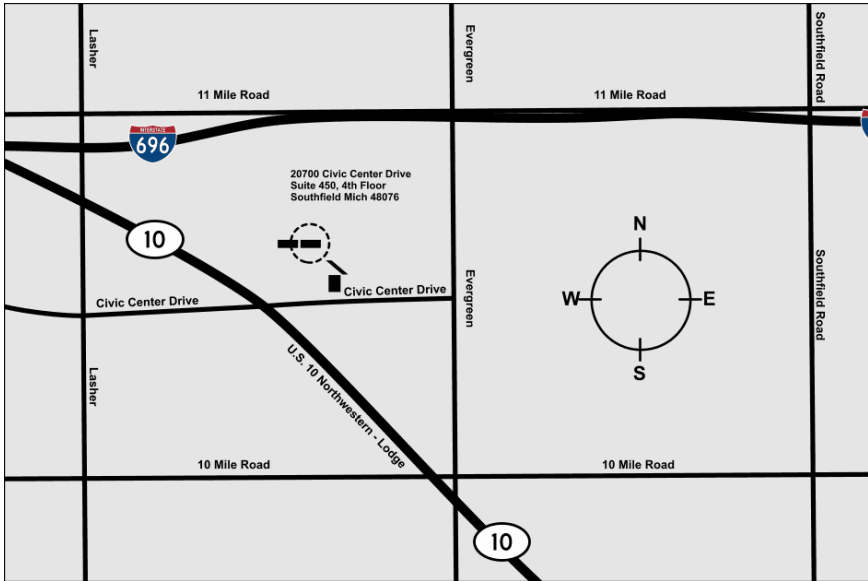 Lasher
Evergreen
Southfield Road
11 Mile Road
11 Mile Road
INTERSTATE
696
20700 Civic Center Drive
Suite 450, 4th Floor
Southfield Mich 48076
10
N
W
E
S
Civic Center Drive
Civic Center Drive
Evergreen
Southfield Road
U.S. 10 Northwestern - Lodge
Lasher
10 Mile Road
10 Mile Road
10